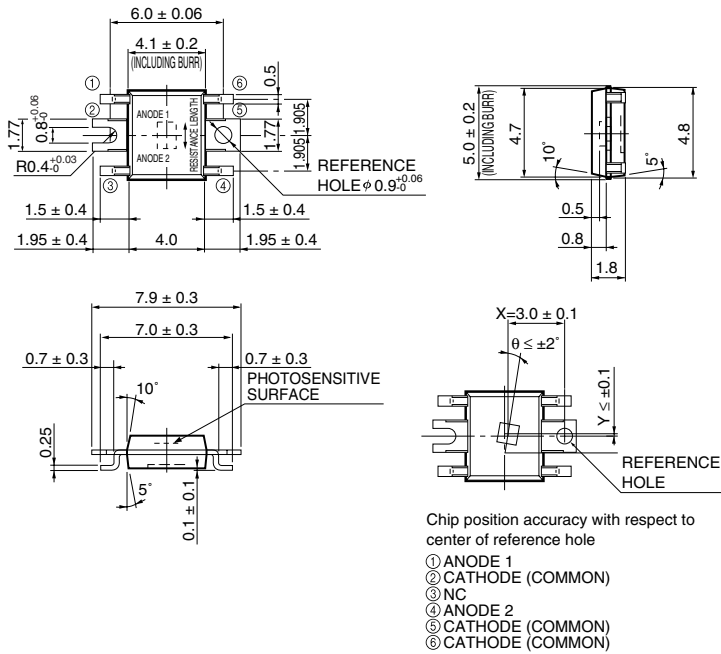 6.0 ± 0.06
4.1 ± 0.2
(INCLUDING BURR)
①
②
③
④
⑤
⑥
ANODE 1
ANODE 2
RESISTANCE LENGTH
0.5
1.905
1.905
1.77
1.77
0.8 +0.06 -0
R0.4 +0.03 -0
REFERENCE
HOLE φ 0.9 +0.06 -0
1.5 ± 0.4
1.5 ± 0.4
1.95 ± 0.4
4.0
1.95 ± 0.4
5.0 ± 0.2
(INCLUDING BURR)
4.7
4.8
10°
5°
0.5
0.8
1.8
7.9 ± 0.3
7.0 ± 0.3
0.7 ± 0.3
0.7 ± 0.3
10°
PHOTOSENSITIVE
SURFACE
0.25
5°
0.1 ± 0.1
X=3.0 ± 0.1
θ ≤ ±2°
Y ≤ ±0.1
REFERENCE
HOLE
Chip position accuracy with respect to
center of reference hole
① ANODE 1
② CATHODE (COMMON)
③ NC
④ ANODE 2
⑤ CATHODE (COMMON)
⑥ CATHODE (COMMON)